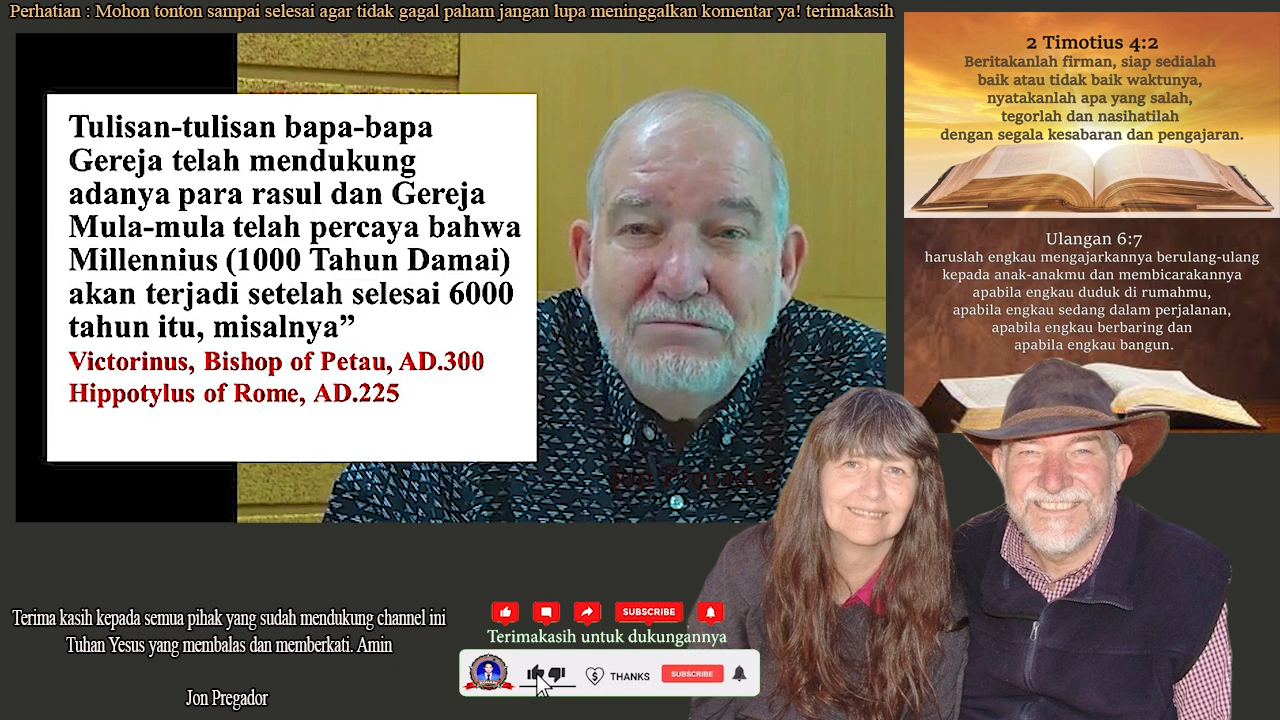 Perhatian : Mohon tonton sampai selesai agar tidak gagal paham jangan lupa meninggalkan komentar ya! terimakasih
Tulisan-tulisan bapa-bapa
Gereja telah mendukung
adanya para rasul dan Gereja
Mula-mula telah percaya bahwa
Millennius (1000 Tahun Damai)
akan terjadi setelah selesai 6000
tahun itu, misalnya”
Victorinus, Bishop of Petau, AD.300
Hippotylus of Rome, AD.225
Jon Pregador
2 Timotius 4:2
Beritakanlah firman, siap sedialah
baik atau tidak baik waktunya,
nyatakanlah apa yang salah,
tegorlah dan nasihatilah
dengan segala kesabaran dan pengajaran.
Ulangan 6:7
haruslah engkau mengajarkannya berulang-ulang
kepada anak-anakmu dan membicarakannya
apabila engkau duduk di rumahmu,
apabila engkau sedang dalam perjalanan,
apabila engkau berbaring dan
apabila engkau bangun.
Terima kasih kepada semua pihak yang sudah mendukung channel ini
Tuhan Yesus yang membalas dan memberkati. Amin
Jon Pregador
SUBSCRIBE
Terimakasih untuk dukungannya
THANKS
SUBSCRIBE